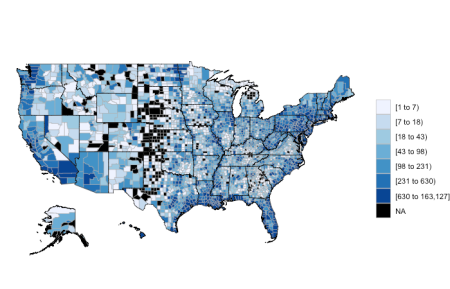 [1 to 7)
[7 to 18)
[18 to 43)
[43 to 98)
[98 to 231)
[231 to 630)
[630 to 163,127]
NA